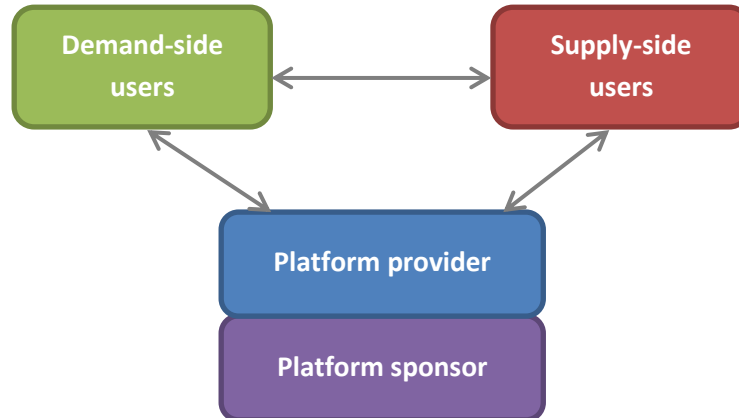 Demand-side
users
Supply-side
users
Platform provider
Platform sponsor